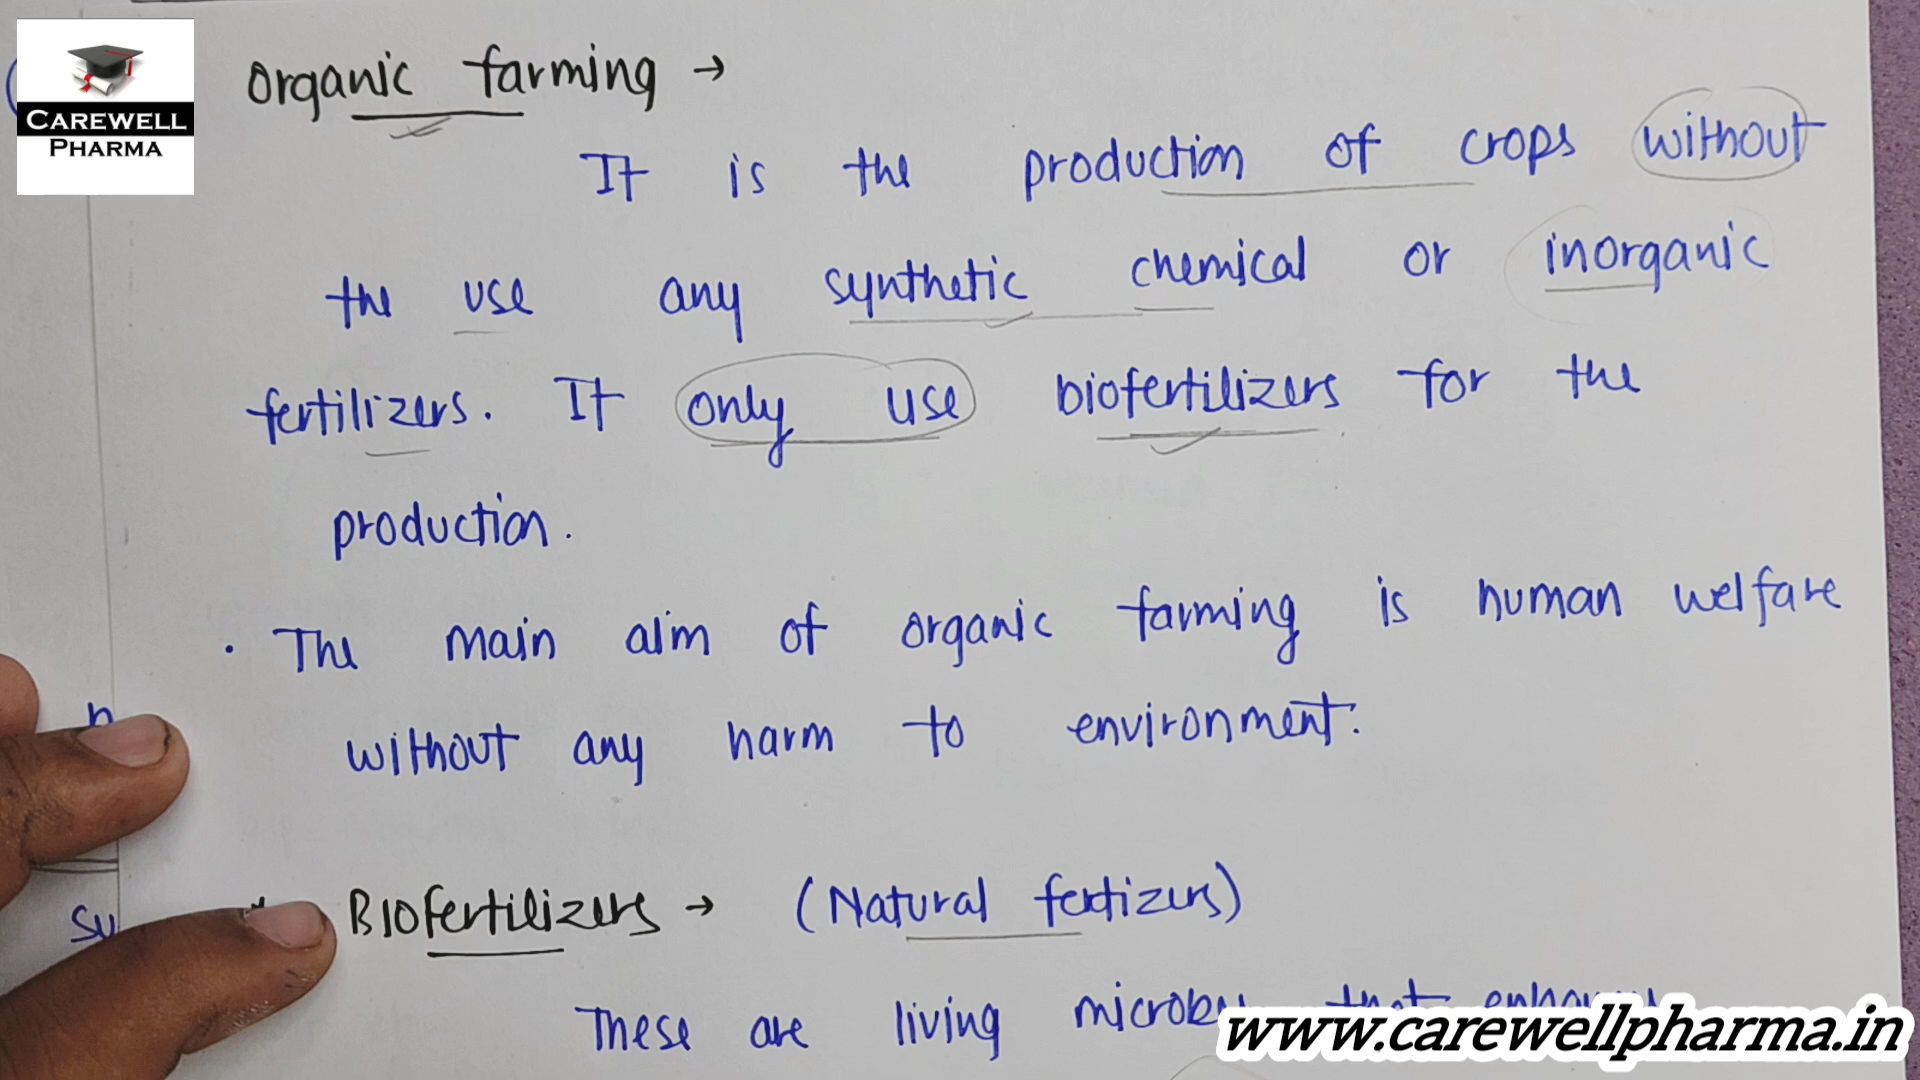 CAREWELL
PHARMA
Organic farming →
It is the production of crops without
the use any synthetic chemical or inorganic
fertilizers. It only use biofertilizers for the
production.
· The main aim of organic farming is human welfare
without any harm to environment.
Biofertilizers → (Natural fertizers)
These are living
www.carewellpharma.in